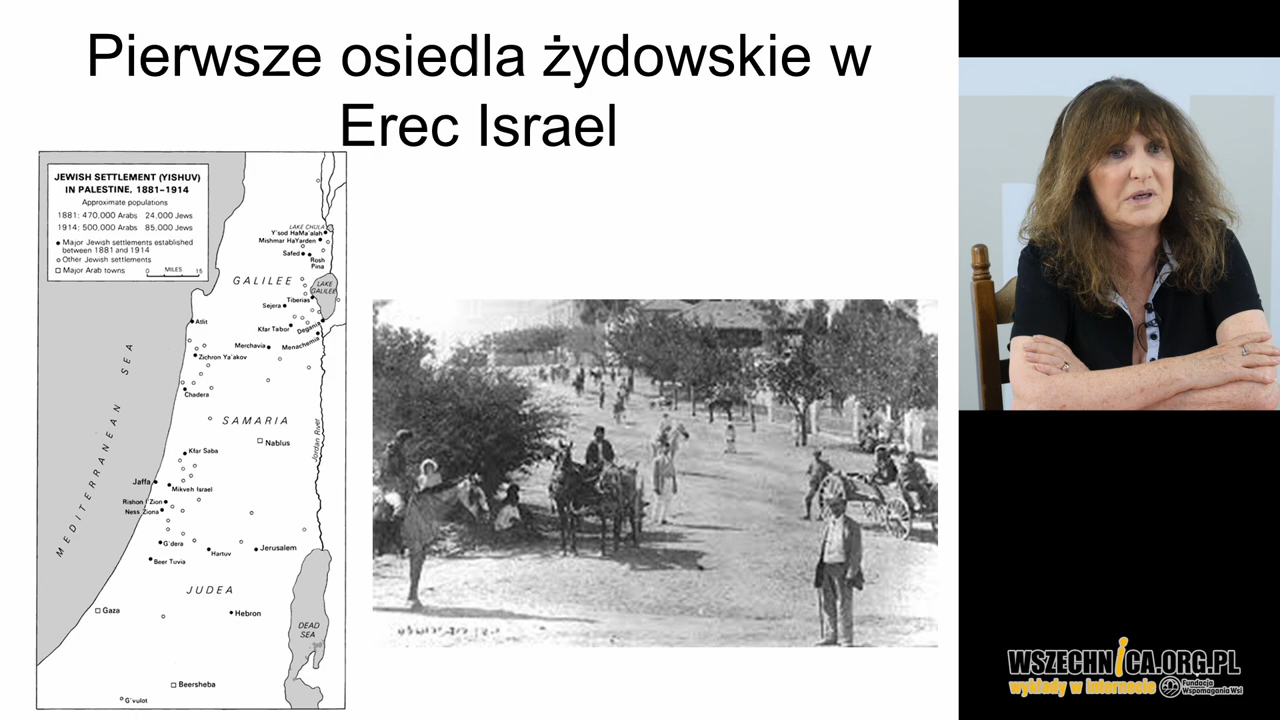 Pierwsze osiedla żydowskie w
Erec Israel
JEWISH SETTLEMENT (YISHUV)
IN PALESTINE, 1881–1914
Approximate populations
1881: 470,000 Arabs 24,000 Jews
1914: 500,000 Arabs 85,000 Jews
Major Jewish settlements established
between 1881 and 1914
Other Jewish settlements
Major Arab towns
0 MILES 15
LAKE CHULA
Y'sod HaMa'alah
Mishmar HaYarden
Safed
Rosh
Pina
GALILEE
LAKE
GALILEE
Tiberias
Sejera
Atlit
Kfar Tabor
Degania
Menachemia
Merchavia
Zichron Ya'akov
Chadera
MEDITERRANEAN SEA
SAMARIA
Jordan River
Nablus
Kfar Saba
Jaffa
Mikveh Israel
Rishon l'Zion
Ness Ziona
G'dera
Hartuv
Jerusalem
Beer Tuvia
JUDEA
Gaza
Hebron
DEAD
SEA
Beersheba
G'vulot
WSZECHNICA.ORG.PL
wykłady w internecie
Fundacja
Wspomagania Wsi